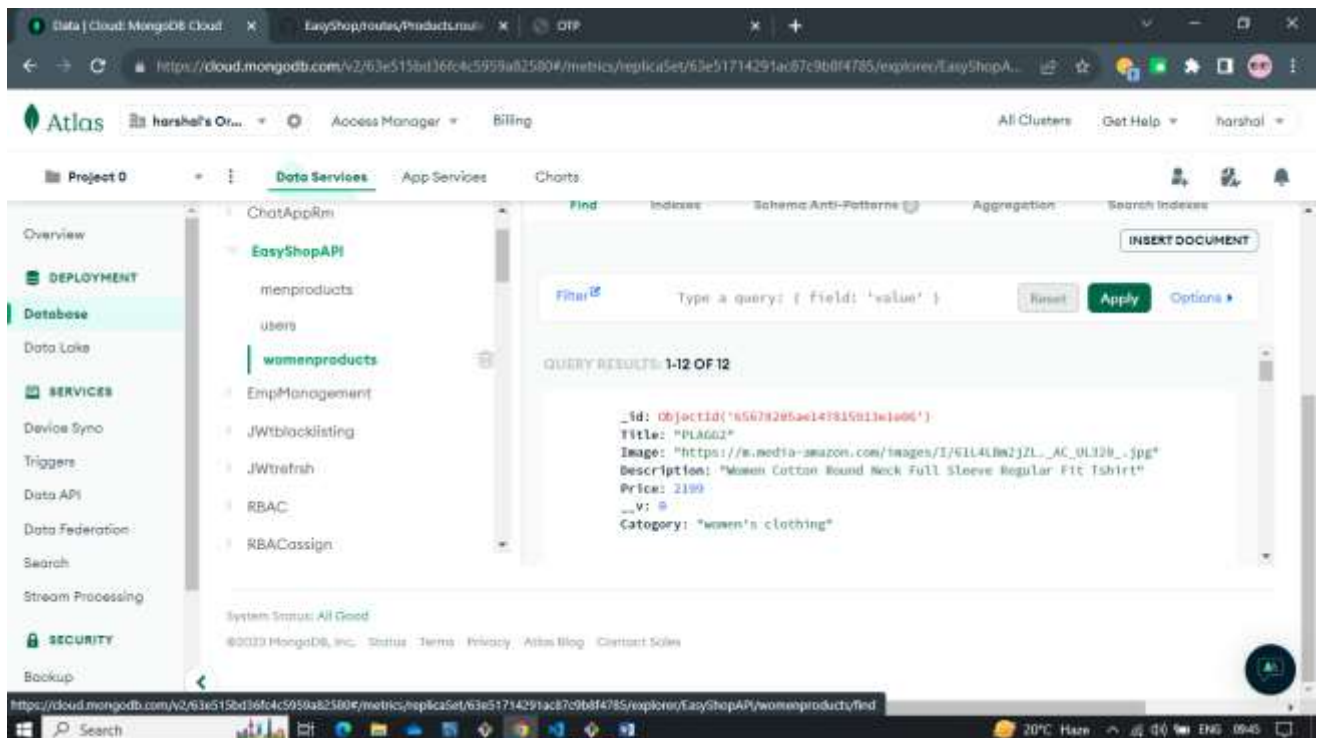 Data | Cloud: MongoDB Cloud
EasyShop/routes/Products.rout
OTP
https://cloud.mongodb.com/v2/63e515bd36fc4c5959a82580#/metrics/replicaSet/63e51714291ac87c9b8f4785/explorer/EasyShopA...
Atlas harshal's Or... Access Manager Billing All Clusters Get Help harshal
Project 0 Data Services App Services Charts
Overview
DEPLOYMENT
Database
Data Lake
SERVICES
Device Sync
Triggers
Data API
Data Federation
Search
Stream Processing
SECURITY
Backup
ChatAppRm
EasyShopAPI
menproducts
users
womenproducts
EmpManagement
JWtblacklisting
JWtrefrsh
RBAC
RBACassign
Find Indexes Schema Anti-Patterns Aggregation Search Indexes
INSERT DOCUMENT
Filter Type a query: { field: 'value' } Reset Apply Options
QUERY RESULTS: 1-12 OF 12
_id:
Title: "PLAGG2"
Image:
Description: "Women Cotton Round Neck Full Sleeve Regular Fit Tshirt"
Price: 2199
__v: 0
Catogory: "women's clothing"
System Status: All Good
©2023 MongoDB, Inc. Status Terms Privacy Atlas Blog Contact Sales
https://cloud.mongodb.com/v2/63e515bd36fc4c5959a82580#/metrics/replicaSet/63e51714291ac87c9b8f4785/explorer/EasyShopAPI/womenproducts/find
Search 20°C Haze ENG 0945